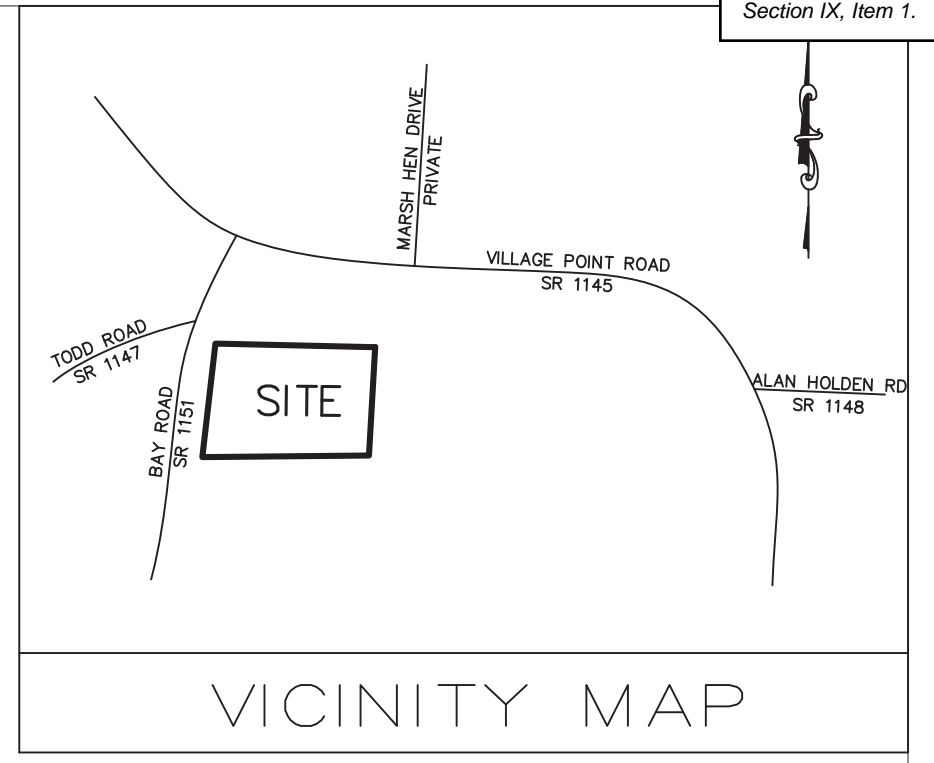 Section IX, Item 1.
MARSH HEN DRIVE
PRIVATE
VILLAGE POINT ROAD
SR 1145
TODD ROAD
SR 1147
ALAN HOLDEN RD
SR 1148
BAY ROAD
SR 1151
SITE
VICINITY MAP